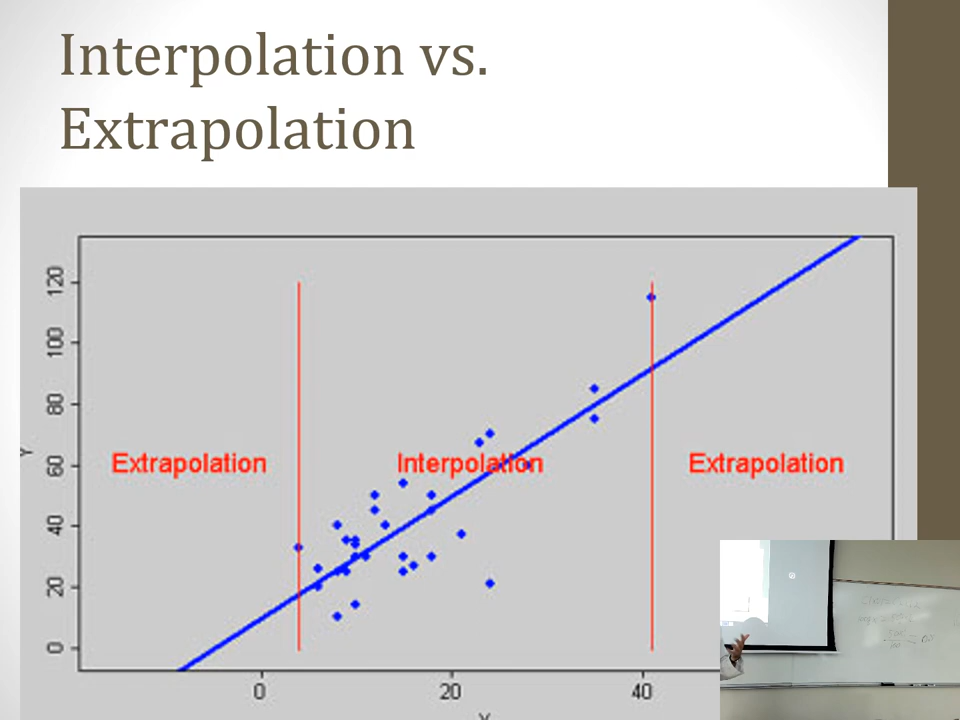 Interpolation vs.
Extrapolation
120
100
80
60
40
20
0
Y
Extrapolation
Interpolation
Extrapolation
0
20
40